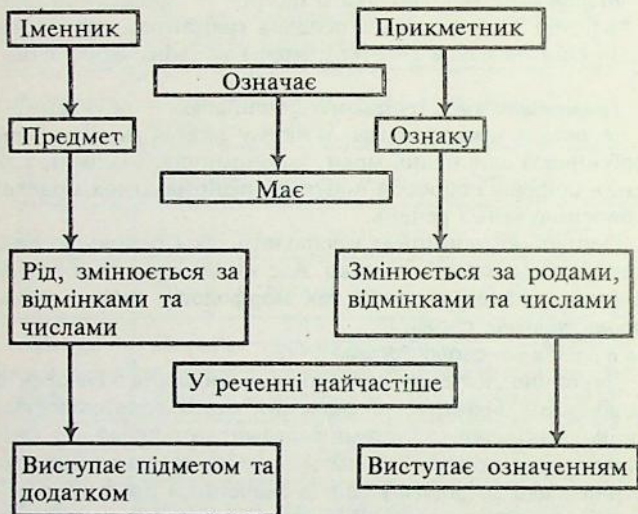 Іменник
Прикметник
Означає
Предмет
Ознаку
Має
Рід, змінюється за
відмінками та
числами
Змінюється за родами,
відмінками та числами
У реченні найчастіше
Виступає підметом та
додатком
Виступає означенням